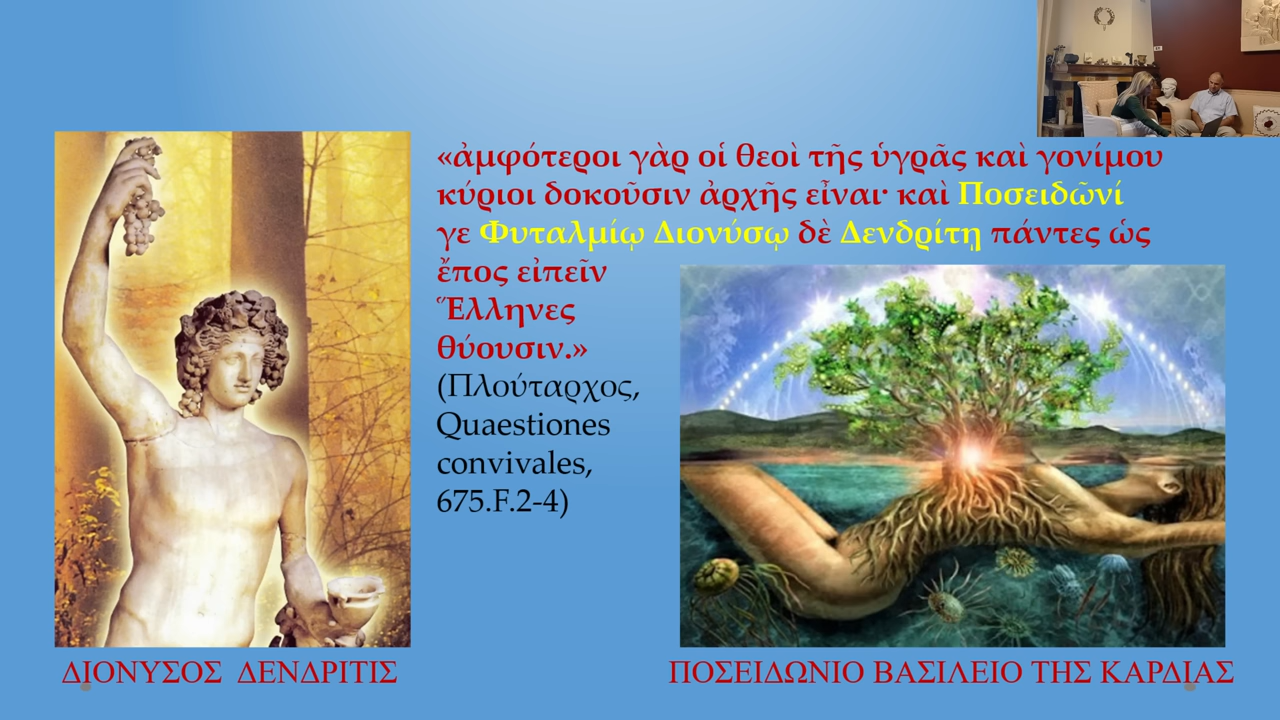 «ἀμφότεροι γὰρ οἱ θεοὶ τῆς ὑγρᾶς καὶ γονίμου
κύριοι δοκοῦσιν ἀρχῆς εἶναι· καὶ Ποσειδῶνί
γε Φυταλμίῳ Διονύσῳ δὲ Δενδρίτῃ πάντες ὡς
ἔπος εἰπεῖν
Ἕλληνες
θύουσιν.»
(Πλούταρχος,
Quaestiones
convivales,
675.F.2-4)
ΔΙΟΝΥΣΟΣ ΔΕΝΔΡΙΤΙΣ
ΠΟΣΕΙΔΩΝΙΟ ΒΑΣΙΛΕΙΟ ΤΗΣ ΚΑΡΔΙΑΣ